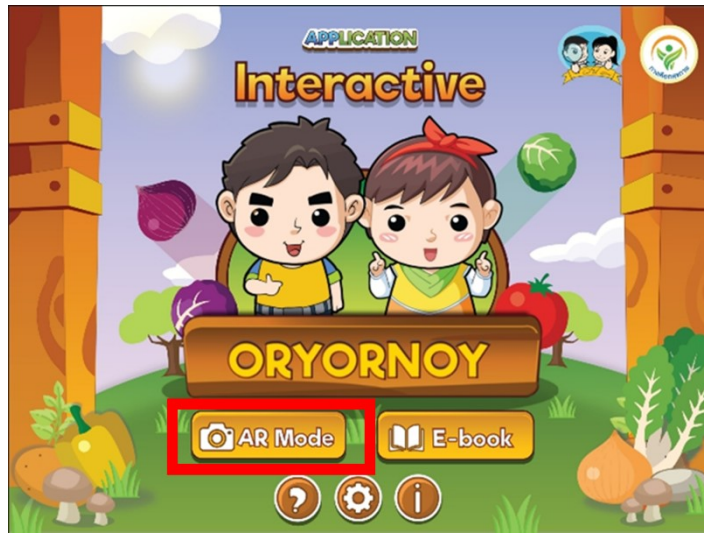 APPLICATION
Interactive
ORYORNOY
AR Mode
E-book
?
i